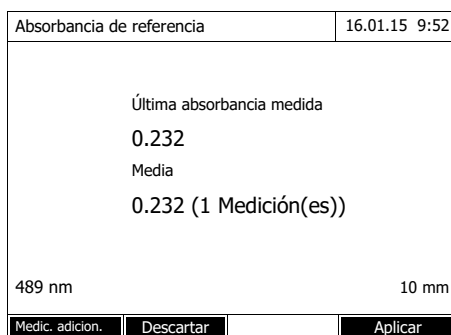 Absorbancia de referencia 16.01.15 9:52
Última absorbancia medida
0.232
Media
0.232 (1 Medición(es))
489 nm 10 mm
Medic. adicion. Descartar Aplicar